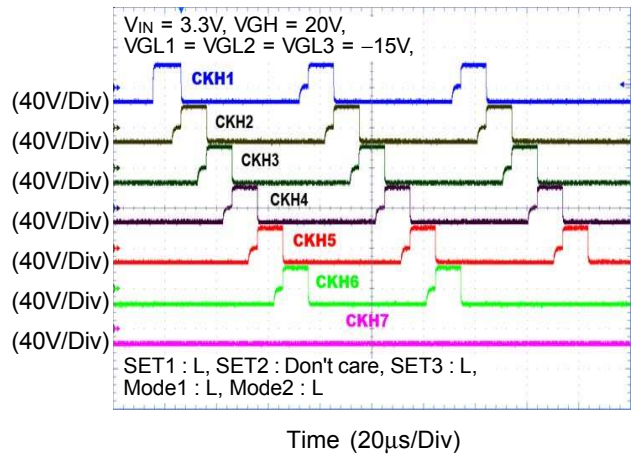 VIN = 3.3V, VGH = 20V,
VGL1 = VGL2 = VGL3 = −15V,
CKH1
(40V/Div)
CKH2
(40V/Div)
CKH3
(40V/Div)
CKH4
(40V/Div)
CKH5
(40V/Div)
CKH6
(40V/Div)
CKH7
(40V/Div)
SET1 : L, SET2 : Don't care, SET3 : L,
Mode1 : L, Mode2 : L
Time (20μs/Div)